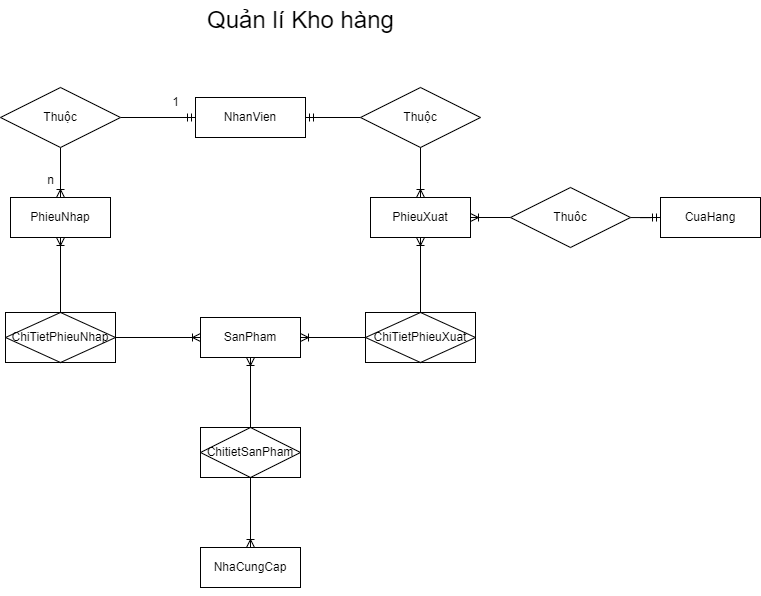 Quản lí Kho hàng
1
Thuộc
NhanVien
Thuộc
n
PhieuNhap
PhieuXuat
Thuộc
CuaHang
ChiTietPhieuNhap
SanPham
ChiTietPhieuXuat
ChitietSanPham
NhaCungCap